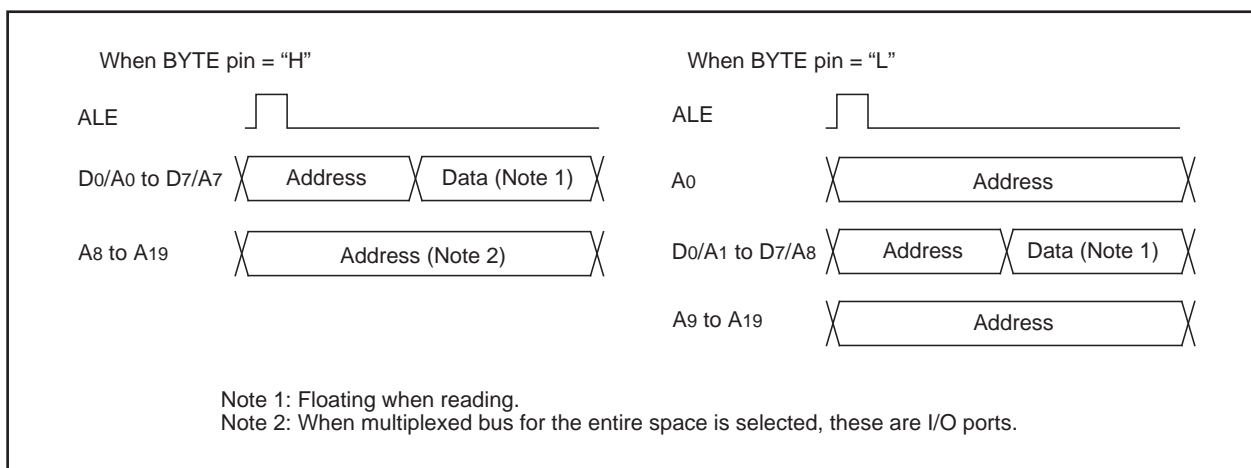 When BYTE pin = “H”
ALE
D0/A0 to D7/A7
Address
Data (Note 1)
A8 to A19
Address (Note 2)
When BYTE pin = “L”
ALE
A0
Address
D0/A1 to D7/A8
Address
Data (Note 1)
A9 to A19
Address
Note 1: Floating when reading.
Note 2: When multiplexed bus for the entire space is selected, these are I/O ports.